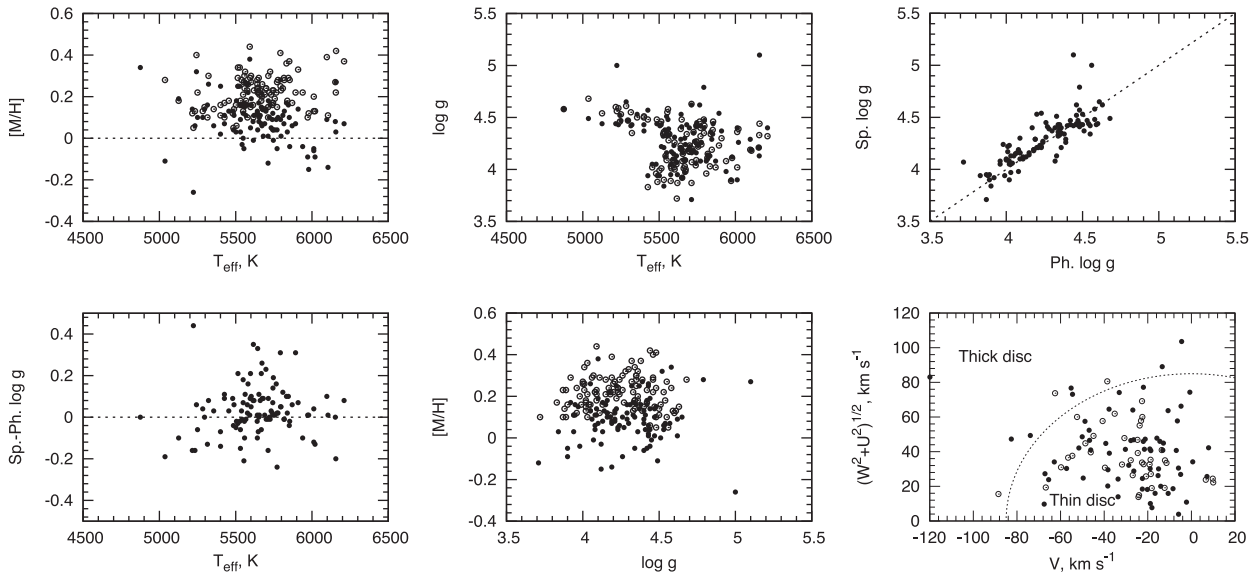 0.6
0.4
0.2
0
-0.2
-0.4
[M/H]
4500 5000 5500 6000 6500
T_eff, K
5.5
5
4.5
4
3.5
log g
4500 5000 5500 6000 6500
T_eff, K
5.5
5
4.5
4
3.5
Sp. log g
3.5 4 4.5 5 5.5
Ph. log g
0.4
0.2
0
-0.2
-0.4
Sp.-Ph. log g
4500 5000 5500 6000 6500
T_eff, K
0.6
0.4
0.2
0
-0.2
-0.4
[M/H]
3.5 4 4.5 5 5.5
log g
120
100
80
60
40
20
0
(W²+U²)^1/2, km s⁻¹
Thick disc
Thin disc
-120 -100 -80 -60 -40 -20 0 20
V, km s⁻¹